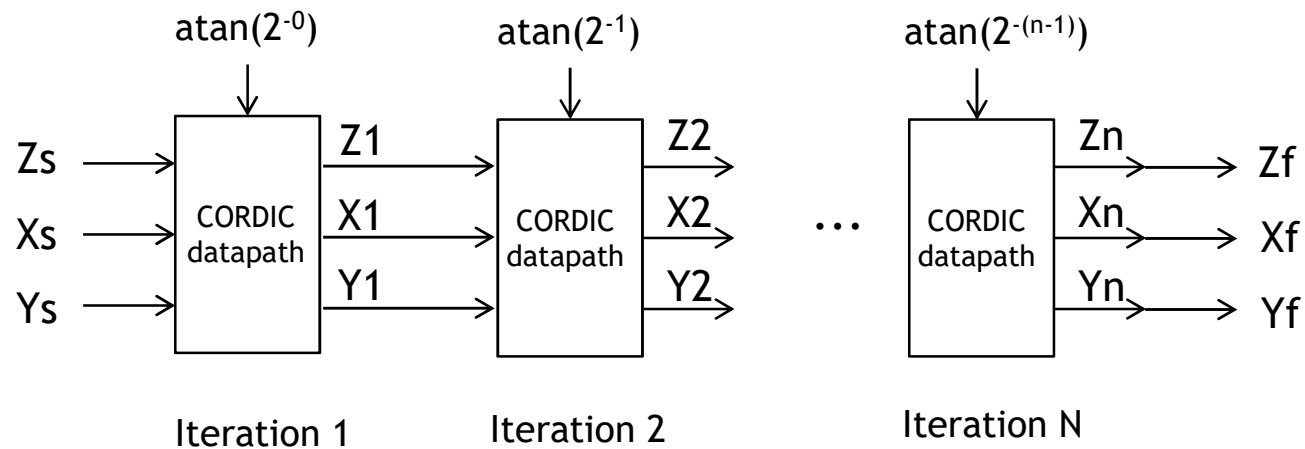 atan(2⁻⁰)
atan(2⁻¹)
atan(2⁻⁽ⁿ⁻¹⁾)
Zs
Xs
Ys
CORDIC
datapath
Z1
X1
Y1
CORDIC
datapath
Z2
X2
Y2
...
CORDIC
datapath
Zn
Xn
Yn
Zf
Xf
Yf
Iteration 1
Iteration 2
Iteration N